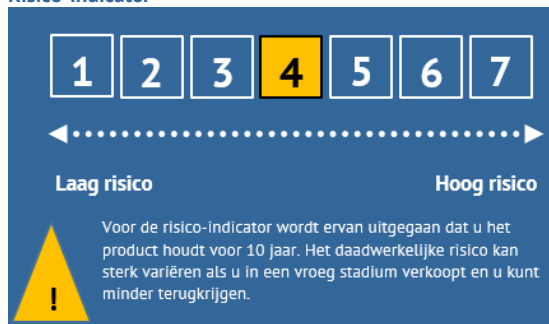 Risico-indicator
1 2 3 4 5 6 7
Laag risico Hoog risico
Voor de risico-indicator wordt ervan uitgegaan dat u het
product houdt voor 10 jaar. Het daadwerkelijke risico kan
sterk variëren als u in een vroeg stadium verkoopt en u kunt
minder terugkrijgen.
!